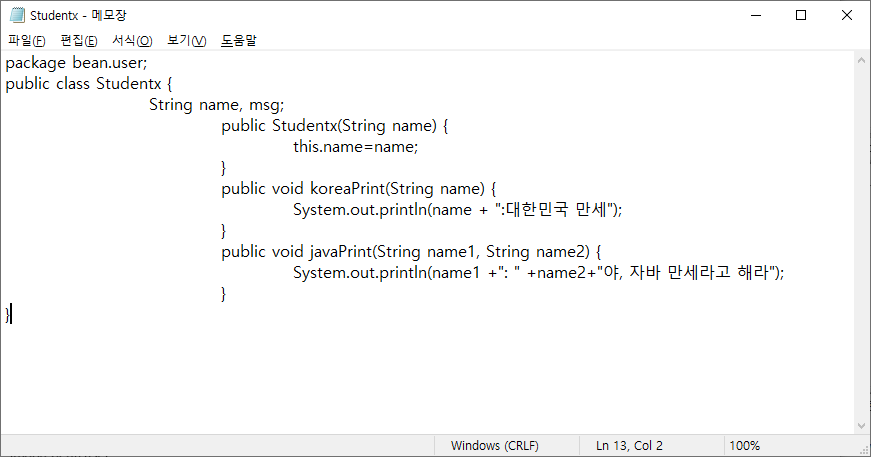 Studentx - 메모장
파일(F) 편집(E) 서식(O) 보기(V) 도움말
package bean.user;
public class Studentx {
String name, msg;
public Studentx(String name) {
this.name=name;
}
public void koreaPrint(String name) {
System.out.println(name + ":대한민국 만세");
}
public void javaPrint(String name1, String name2) {
System.out.println(name1 +": " +name2+"야, 자바 만세라고 해라");
}
}
Windows (CRLF) Ln 13, Col 2 100%